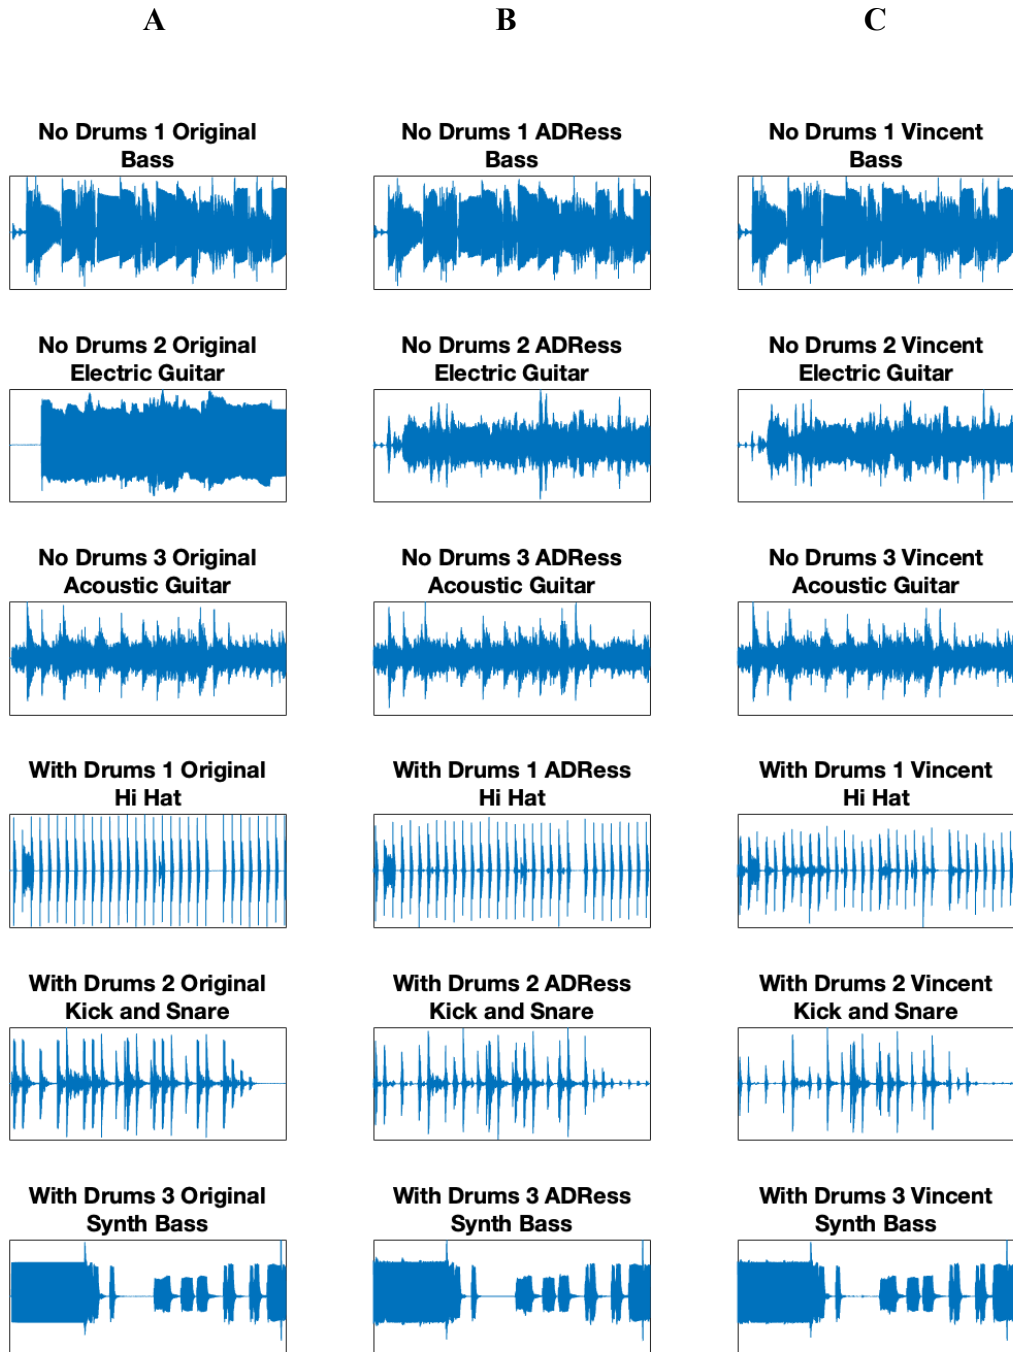 A
B
C
No Drums 1 Original
Bass
No Drums 1 ADRess
Bass
No Drums 1 Vincent
Bass
No Drums 2 Original
Electric Guitar
No Drums 2 ADRess
Electric Guitar
No Drums 2 Vincent
Electric Guitar
No Drums 3 Original
Acoustic Guitar
No Drums 3 ADRess
Acoustic Guitar
No Drums 3 Vincent
Acoustic Guitar
With Drums 1 Original
Hi Hat
With Drums 1 ADRess
Hi Hat
With Drums 1 Vincent
Hi Hat
With Drums 2 Original
Kick and Snare
With Drums 2 ADRess
Kick and Snare
With Drums 2 Vincent
Kick and Snare
With Drums 3 Original
Synth Bass
With Drums 3 ADRess
Synth Bass
With Drums 3 Vincent
Synth Bass